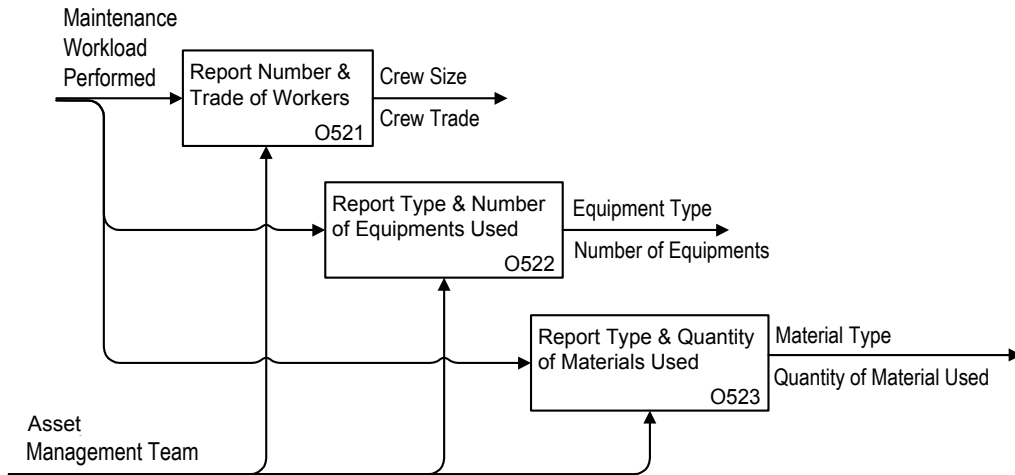 Maintenance
Workload
Performed
Report Number &
Trade of Workers
O521
Crew Size
Crew Trade
Report Type & Number
of Equipments Used
O522
Equipment Type
Number of Equipments
Report Type & Quantity
of Materials Used
O523
Material Type
Quantity of Material Used
Asset
Management Team